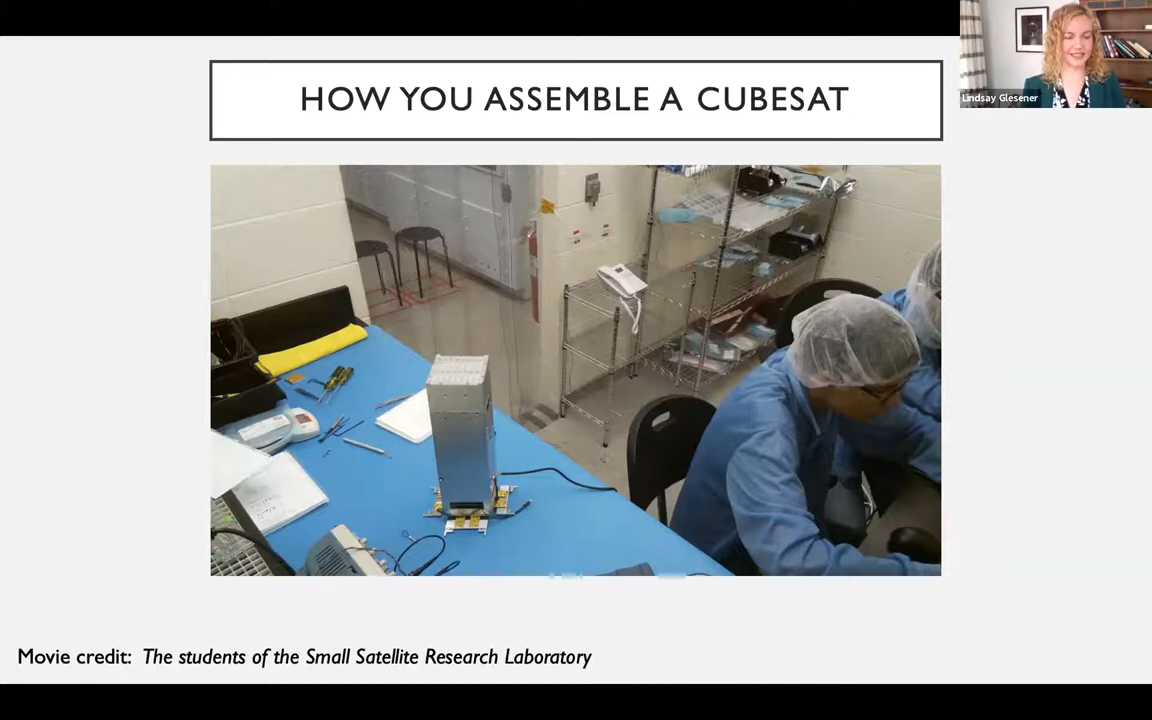 HOW YOU ASSEMBLE A CUBESAT
Lindsay Glesener
Movie credit: The students of the Small Satellite Research Laboratory